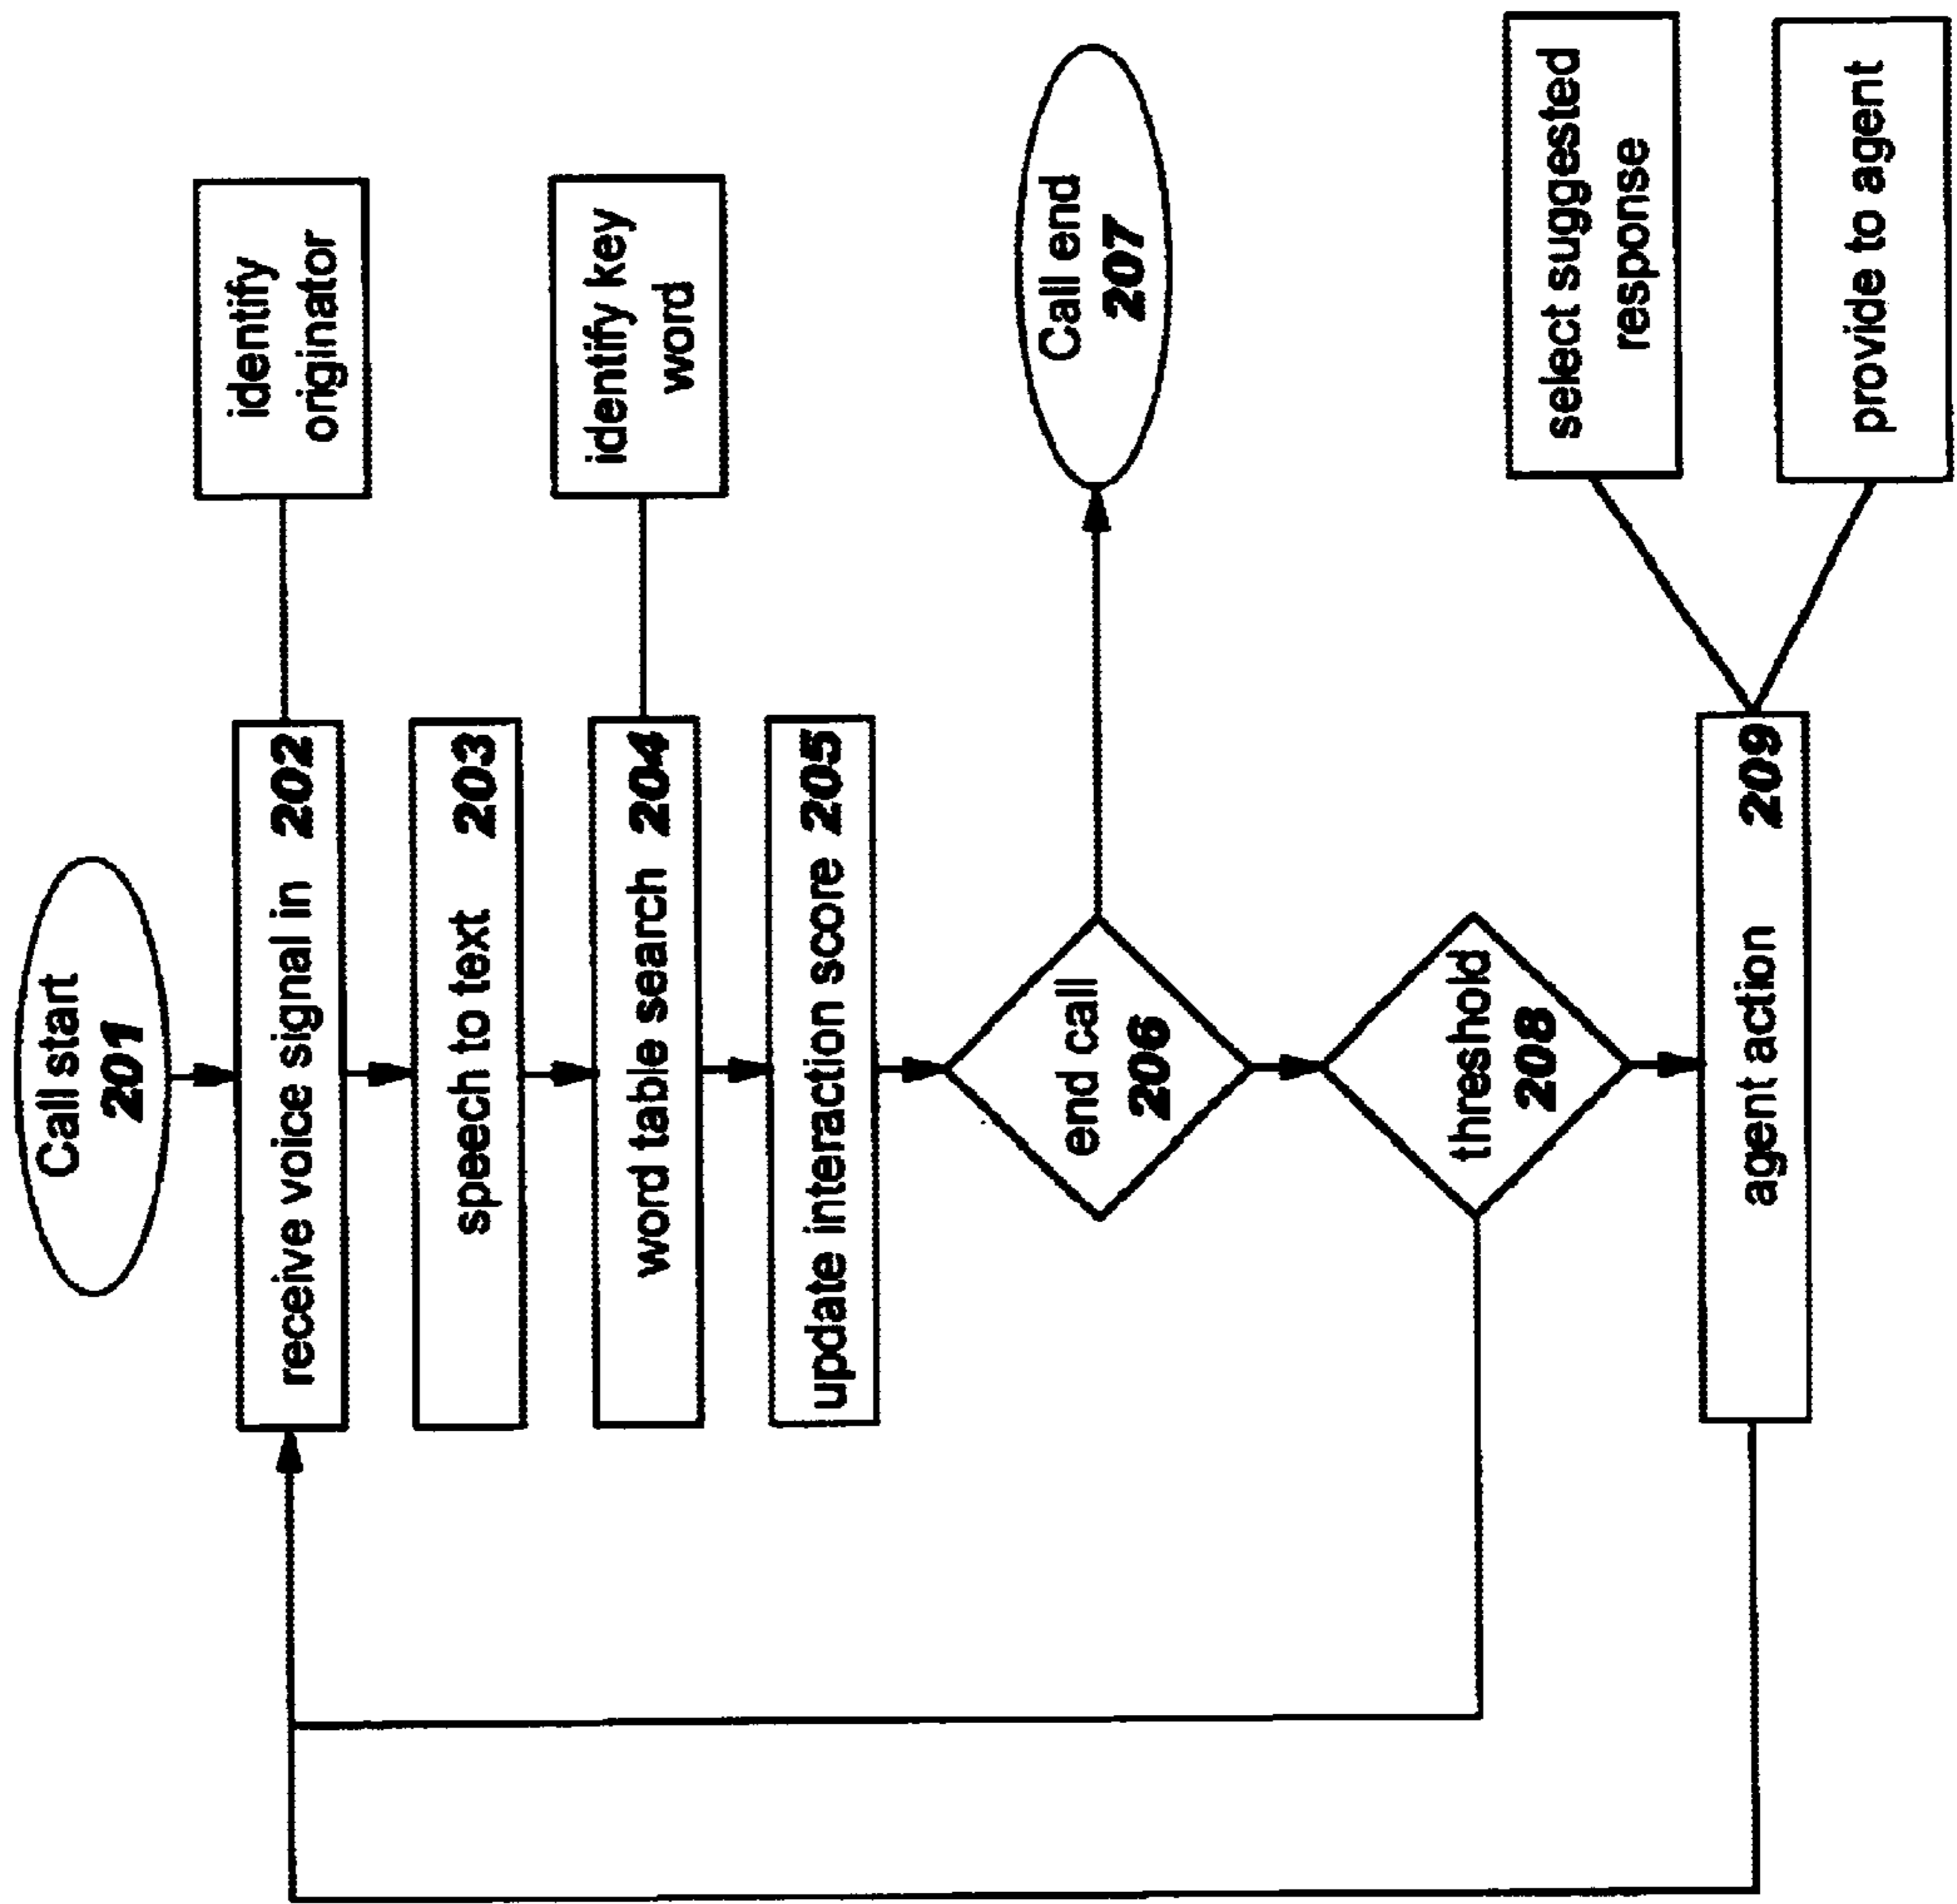 Call start
201
receive voice signal in 202
identify
originator
speech to text 203
word table search 204
identify key
word
update interaction score 205
end call
206
Call end
207
threshold
208
agent action 209
select suggested
response
provide to agent